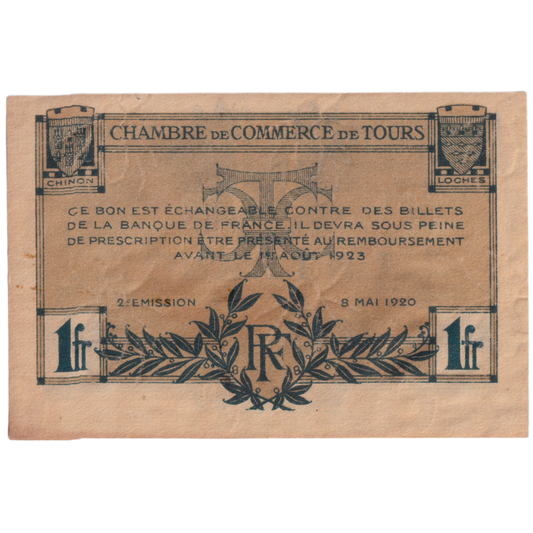 CHAMBRE DE COMMERCE DE TOURS
CHINON
LOCHES
CE BON EST ÉCHANGEABLE CONTRE DES BILLETS
DE LA BANQUE DE FRANCE, IL DEVRA SOUS PEINE
DE PRESCRIPTION ÊTRE PRÉSENTÉ AU REMBOURSEMENT
AVANT LE 1ER AOÛT 1923
2E EMISSION 8 MAI 1920
1fr RF 1fr